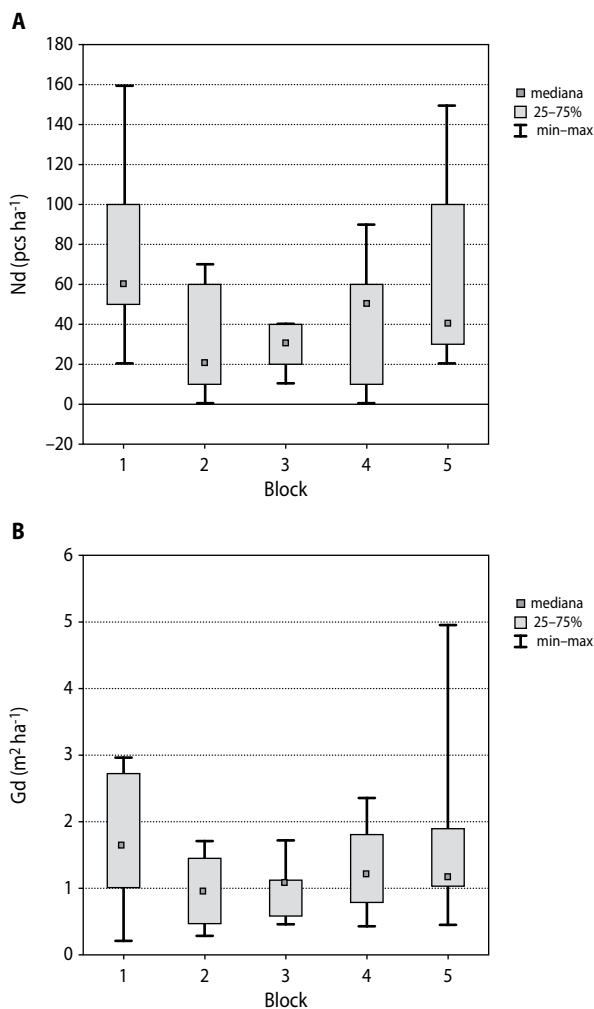 A
180
160
140
120
100
80
60
40
20
0
–20
Nd (pcs ha-1)
1 2 3 4 5
Block
mediana
25–75%
min–max
B
6
5
4
3
2
1
0
Gd (m2 ha-1)
1 2 3 4 5
Block
mediana
25–75%
min–max